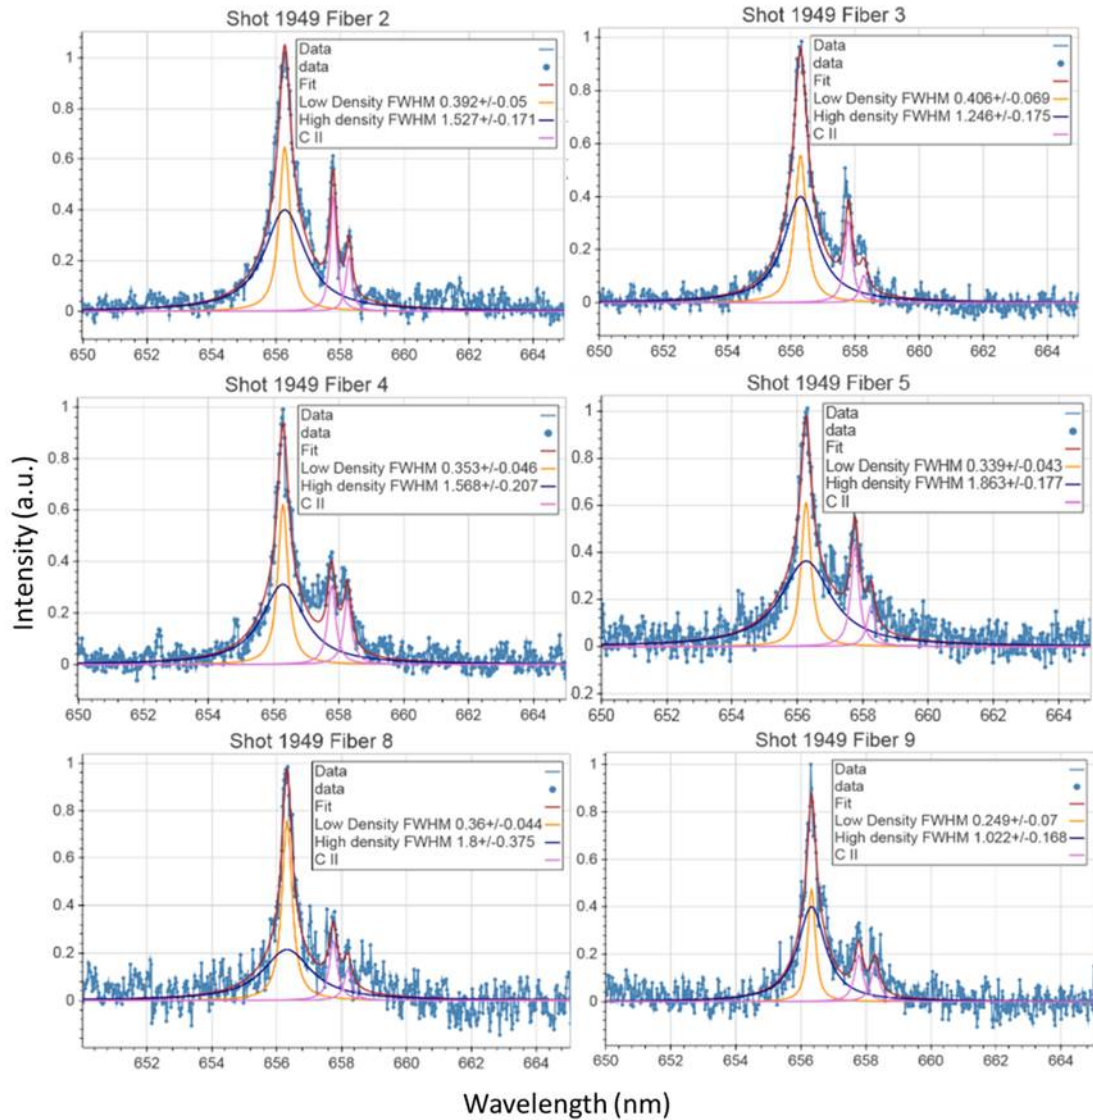 Shot 1949 Fiber 2
Data
data
Fit
Low Density FWHM 0.392+/-0.05
High density FWHM 1.527+/-0.171
C II
1
0.8
0.6
0.4
0.2
0
650 652 654 656 658 660 662 664
Shot 1949 Fiber 3
Data
data
Fit
Low Density FWHM 0.406+/-0.069
High density FWHM 1.246+/-0.175
C II
1
0.8
0.6
0.4
0.2
0
650 652 654 656 658 660 662 664
Shot 1949 Fiber 4
Data
data
Fit
Low Density FWHM 0.353+/-0.046
High density FWHM 1.568+/-0.207
C II
1
0.8
0.6
0.4
0.2
0
650 652 654 656 658 660 662 664
Shot 1949 Fiber 5
Data
data
Fit
Low Density FWHM 0.339+/-0.043
High density FWHM 1.863+/-0.177
C II
1
0.8
0.6
0.4
0.2
0
0.2
650 652 654 656 658 660 662 664
Intensity (a.u.)
Shot 1949 Fiber 8
Data
data
Fit
Low Density FWHM 0.36+/-0.044
High density FWHM 1.8+/-0.375
C II
1
0.8
0.6
0.4
0.2
0
652 654 656 658 660 662 664
Shot 1949 Fiber 9
Data
data
Fit
Low Density FWHM 0.249+/-0.07
High density FWHM 1.022+/-0.168
C II
1
0.8
0.6
0.4
0.2
0
650 652 654 656 658 660 662 664
Wavelength (nm)